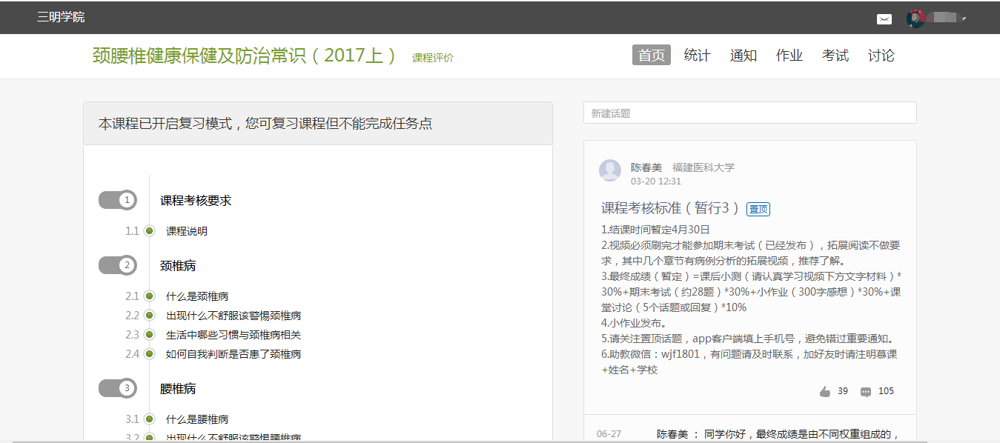 三明学院
颈腰椎健康保健及防治常识（2017上） 课程评价
首页 统计 通知 作业 考试 讨论
本课程已开启复习模式，您可复习课程但不能完成任务点
1 课程考核要求
1.1 课程说明
2 颈椎病
2.1 什么是颈椎病
2.2 出现什么不舒服该警惕颈椎病
2.3 生活中哪些习惯与颈椎病相关
2.4 如何自我判断是否患了颈椎病
3 腰椎病
3.1 什么是腰椎病
3.2 出现什么不舒服该警惕腰椎病
新建话题
陈春美 福建医科大学
03-20 12:31
课程考核标准（暂行3） 置顶
1.结课时间暂定4月30日
2.视频必须刷完才能参加期末考试（已经发布），拓展阅读不做要
求，其中几个章节有病例分析的拓展视频，推荐了解。
3.最终成绩（暂定）=课后小测（请认真学习视频下方文字材料）*
30%+期末考试（约28题）*30%+小作业（300字感想）*30%+课
堂讨论（5个话题或回复）*10%
4.小作业发布。
5.请关注置顶话题，app客户端填上手机号，避免错过重要通知。
6.助教微信：wjf1801，有问题请及时联系，加好友时请注明慕课
+姓名+学校
39 105
06-27 陈春美 ： 同学你好，最终成绩是由不同权重组成的，